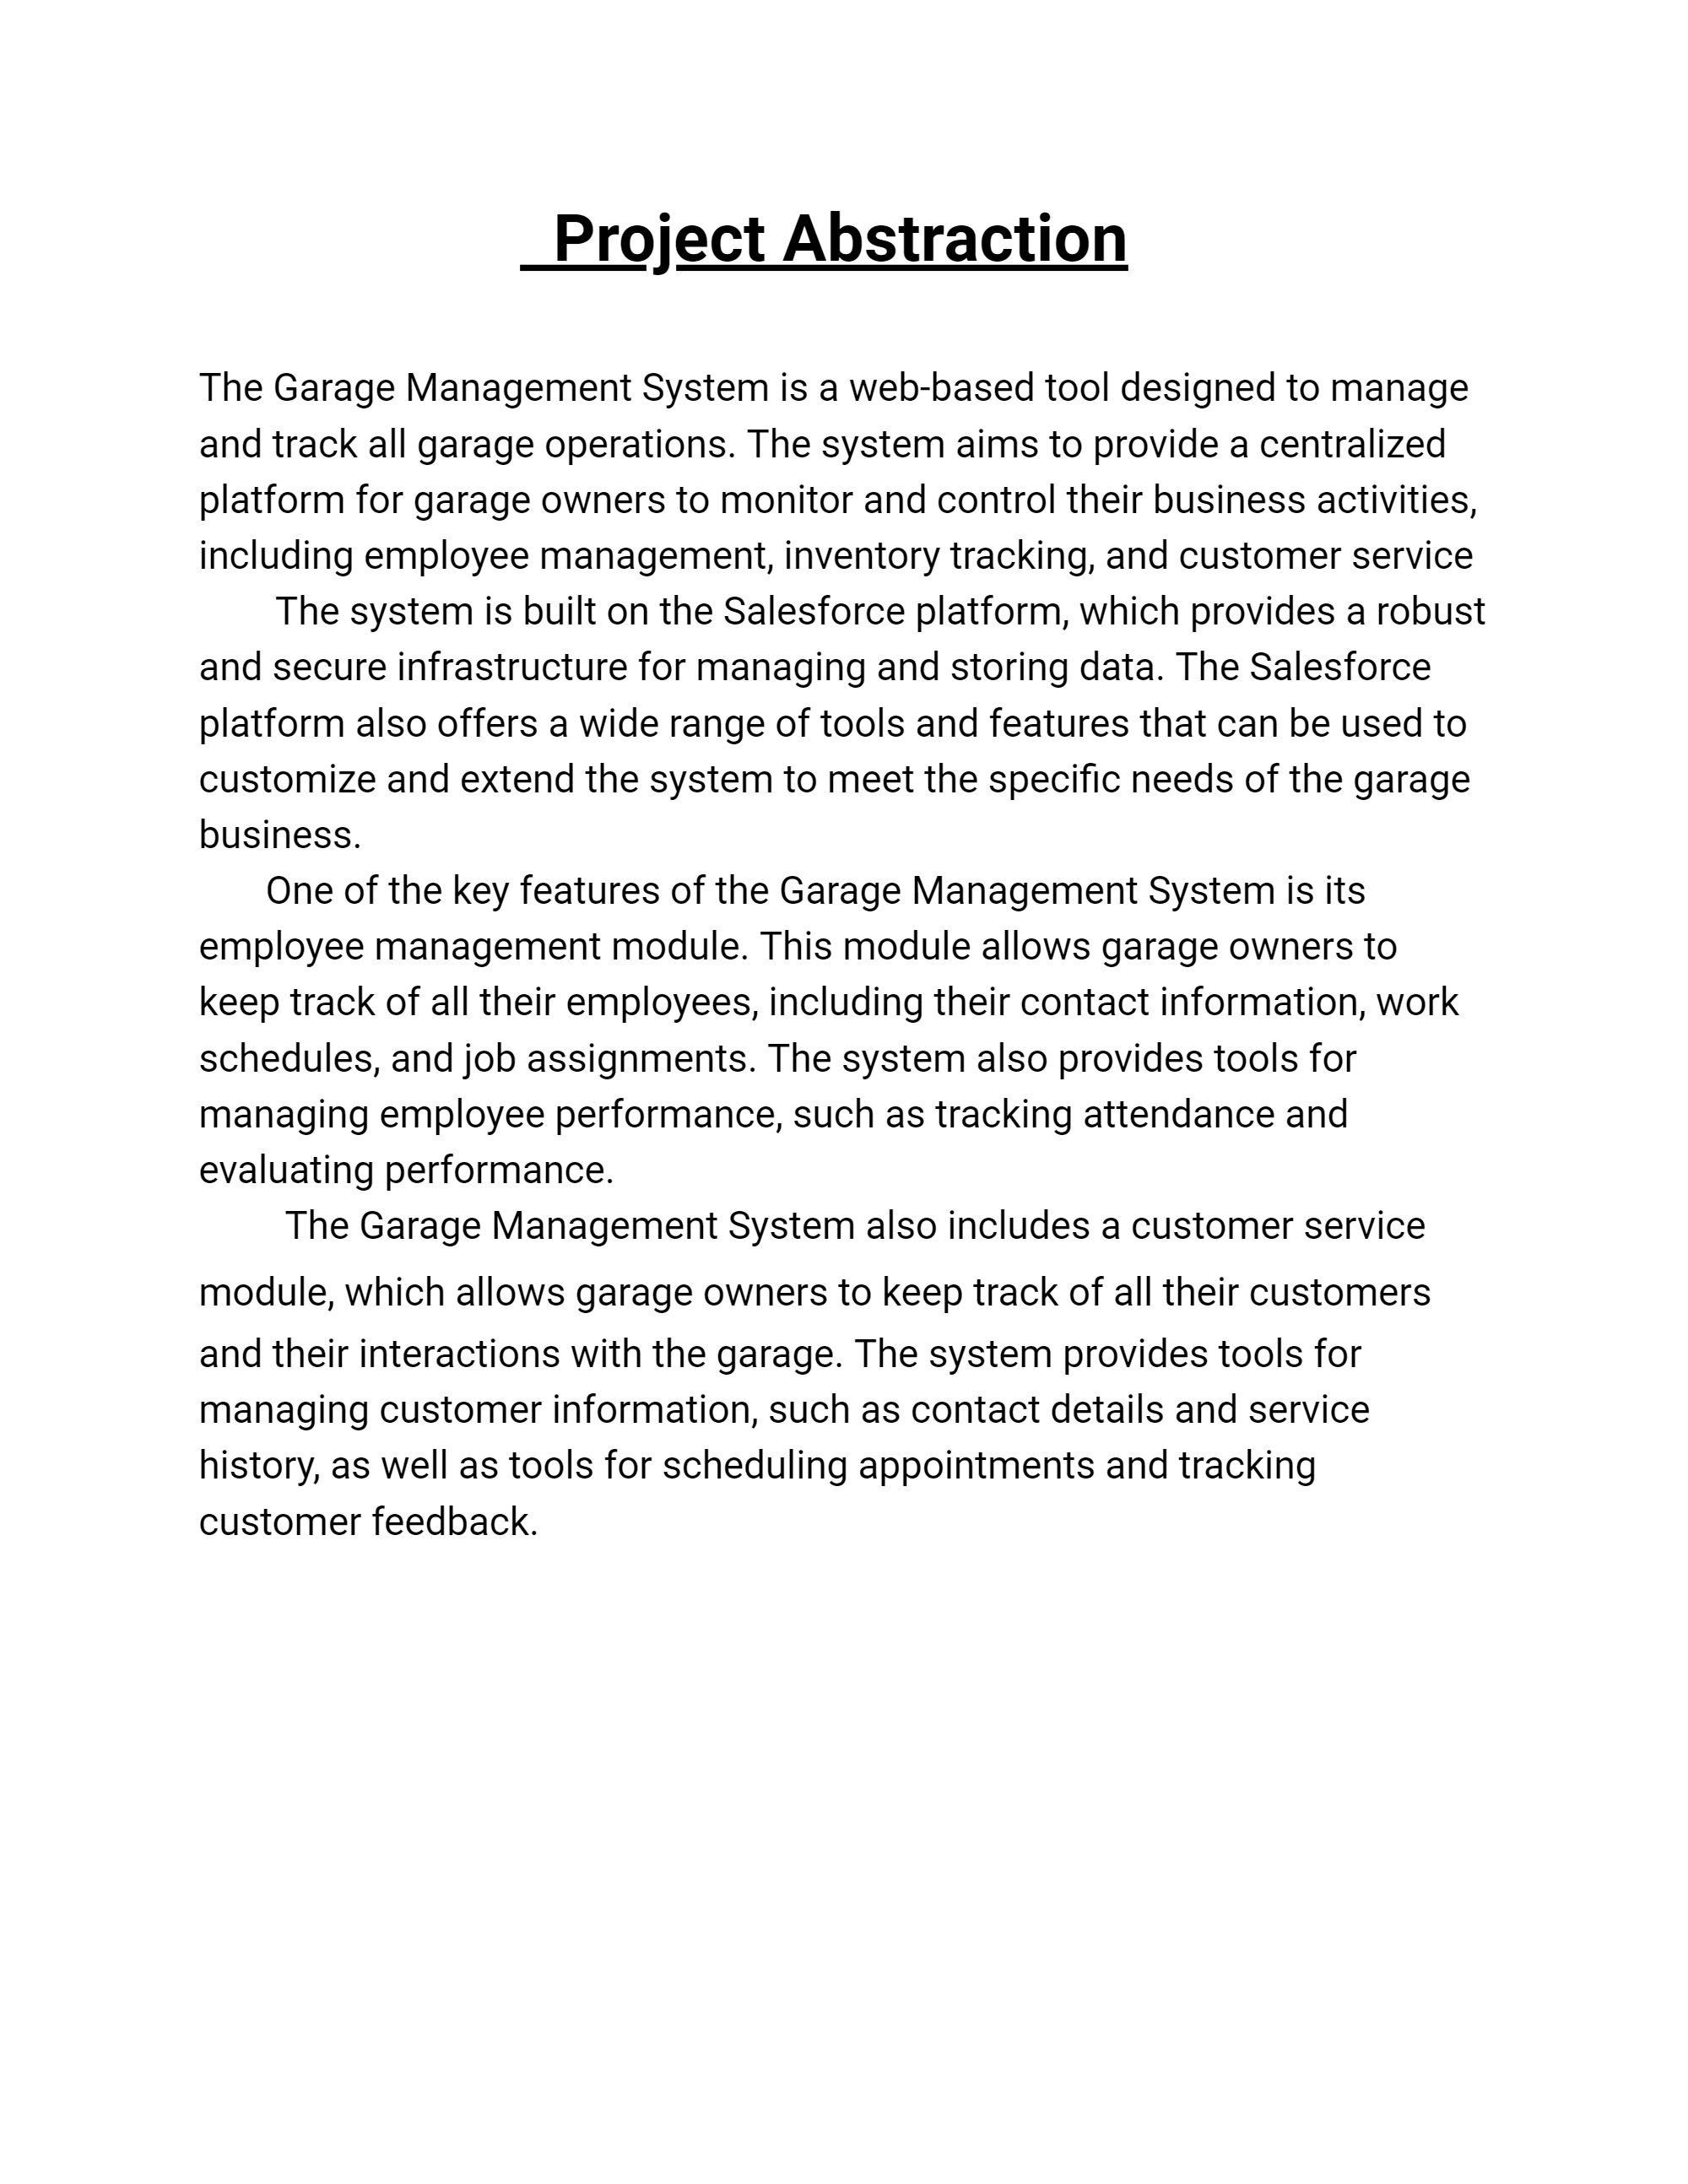 Project Abstraction
The Garage Management System is a web-based tool designed to manage
and track all garage operations. The system aims to provide a centralized
platform for garage owners to monitor and control their business activities,
including employee management, inventory tracking, and customer service
The system is built on the Salesforce platform, which provides a robust
and secure infrastructure for managing and storing data. The Salesforce
platform also offers a wide range of tools and features that can be used to
customize and extend the system to meet the specific needs of the garage
business.
One of the key features of the Garage Management System is its
employee management module. This module allows garage owners to
keep track of all their employees, including their contact information, work
schedules, and job assignments. The system also provides tools for
managing employee performance, such as tracking attendance and
evaluating performance.
The Garage Management System also includes a customer service
module, which allows garage owners to keep track of all their customers
and their interactions with the garage. The system provides tools for
managing customer information, such as contact details and service
history, as well as tools for scheduling appointments and tracking
customer feedback.